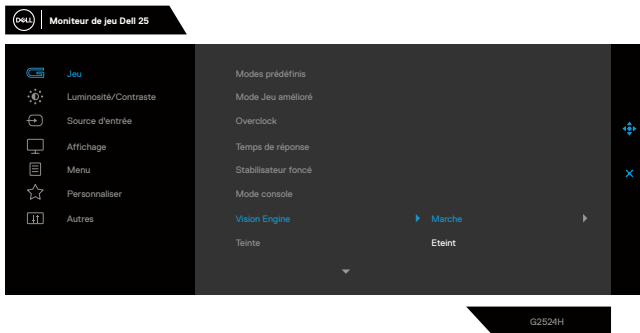 DELL
Moniteur de jeu Dell 25
Jeu
Luminosité/Contraste
Source d'entrée
Affichage
Menu
Personnaliser
Autres
Modes prédéfinis
Mode Jeu amélioré
Overclock
Temps de réponse
Stabilisateur foncé
Mode console
Vision Engine
Marche
Teinte
Eteint
G2524H